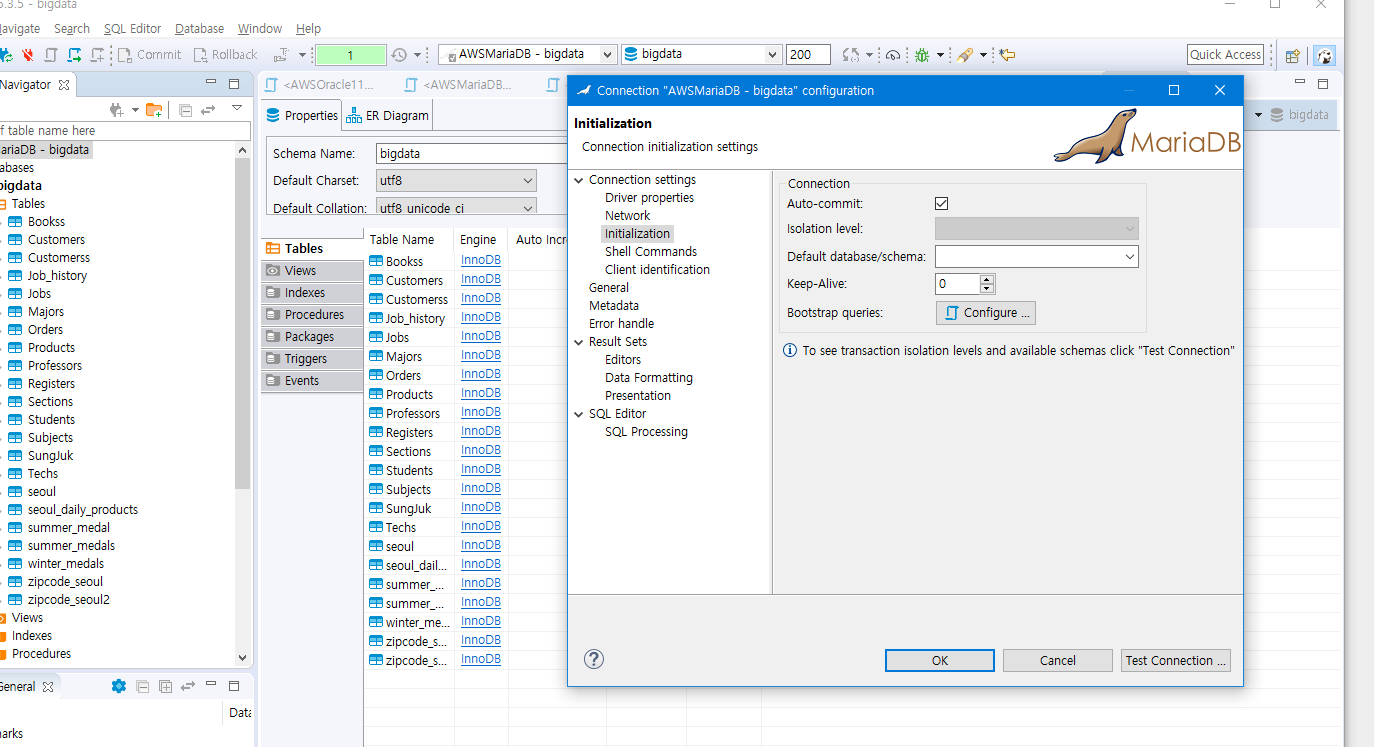 5.3.5 - bigdata
Navigate Search SQL Editor Database Window Help
Commit Rollback 1 AWSMariaDB - bigdata bigdata 200 Quick Access
Navigator
<AWSOracle11... <AWSMariaDB...
bigdata
Properties ER Diagram
f table name here
ariaDB - bigdata
abases
bigdata
Tables
Bookss
Customers
Customerss
Job_history
Jobs
Majors
Orders
Products
Professors
Registers
Sections
Students
Subjects
SungJuk
Techs
seoul
seoul_daily_products
summer_medal
summer_medals
winter_medals
zipcode_seoul
zipcode_seoul2
Views
Indexes
Procedures
General
Data
arks
Schema Name: bigdata
Default Charset: utf8
Default Collation: utf8_unicode_ci
Tables
Views
Indexes
Procedures
Packages
Triggers
Events
Table Name Engine Auto Incr
Bookss InnoDB
Customers InnoDB
Customerss InnoDB
Job_history InnoDB
Jobs InnoDB
Majors InnoDB
Orders InnoDB
Products InnoDB
Professors InnoDB
Registers InnoDB
Sections InnoDB
Students InnoDB
Subjects InnoDB
SungJuk InnoDB
Techs InnoDB
seoul InnoDB
seoul_dail... InnoDB
summer_... InnoDB
summer_... InnoDB
winter_me... InnoDB
zipcode_s... InnoDB
zipcode_s... InnoDB
Connection "AWSMariaDB - bigdata" configuration
Initialization
Connection initialization settings
MariaDB
Connection settings
Driver properties
Network
Initialization
Shell Commands
Client identification
General
Metadata
Error handle
Result Sets
Editors
Data Formatting
Presentation
SQL Editor
SQL Processing
Connection
Auto-commit:
Isolation level:
Default database/schema:
Keep-Alive: 0
Bootstrap queries: Configure ...
To see transaction isolation levels and available schemas click "Test Connection"
OK Cancel Test Connection ...